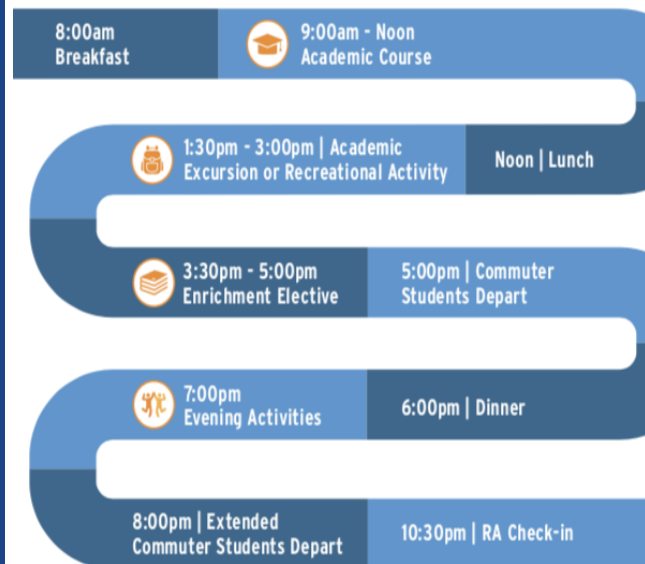 8:00am
Breakfast
9:00am - Noon
Academic Course
Noon | Lunch
1:30pm - 3:00pm | Academic
Excursion or Recreational Activity
3:30pm - 5:00pm
Enrichment Elective
5:00pm | Commuter
Students Depart
6:00pm | Dinner
7:00pm
Evening Activities
8:00pm | Extended
Commuter Students Depart
10:30pm | RA Check-in